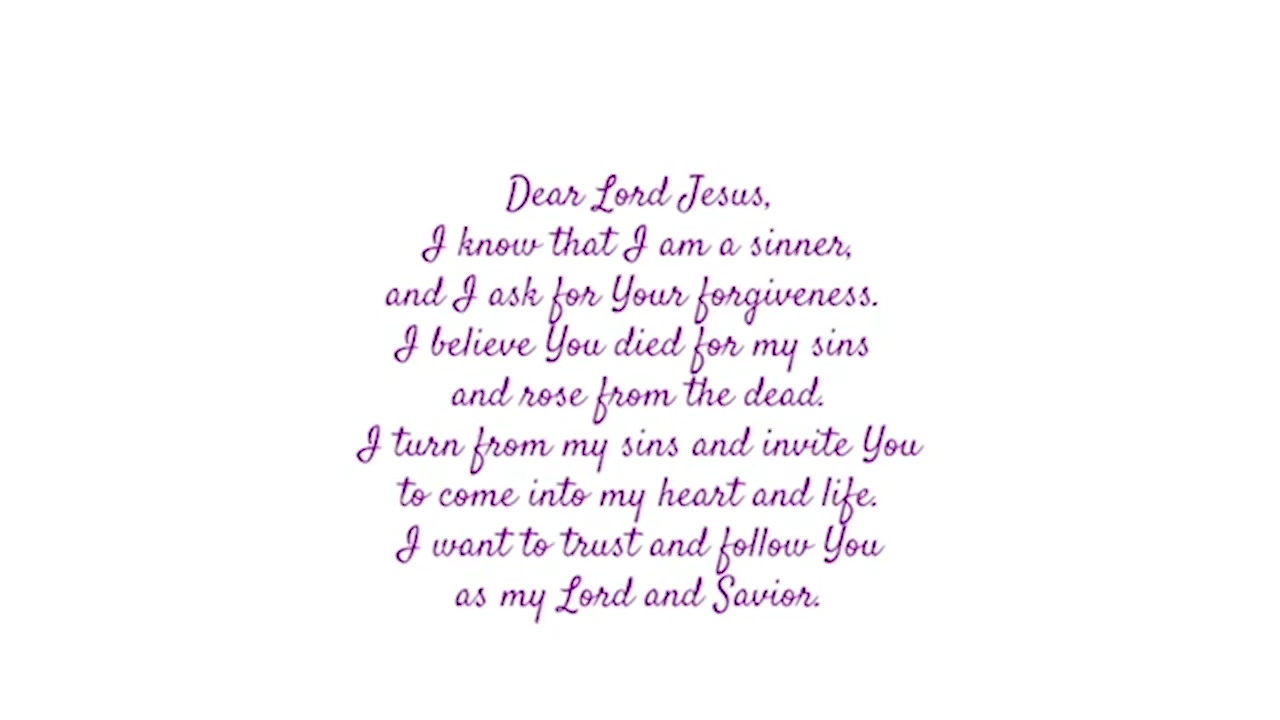 Dear Lord Jesus,
I know that I am a sinner,
and I ask for Your forgiveness.
I believe You died for my sins
and rose from the dead.
I turn from my sins and invite You
to come into my heart and life.
I want to trust and follow You
as my Lord and Savior.